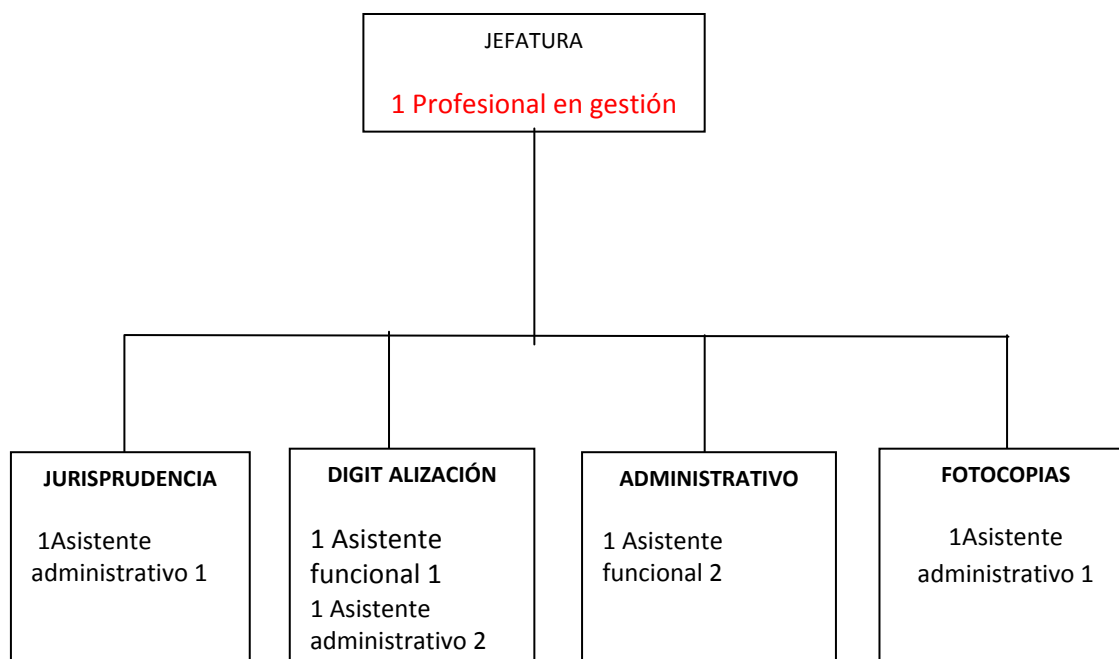 JEFATURA
1 Profesional en gestión
JURISPRUDENCIA
1Asistente
administrativo 1
DIGIT ALIZACIÓN
1 Asistente
funcional 1
1 Asistente
administrativo 2
ADMINISTRATIVO
1 Asistente
funcional 2
FOTOCOPIAS
1Asistente
administrativo 1